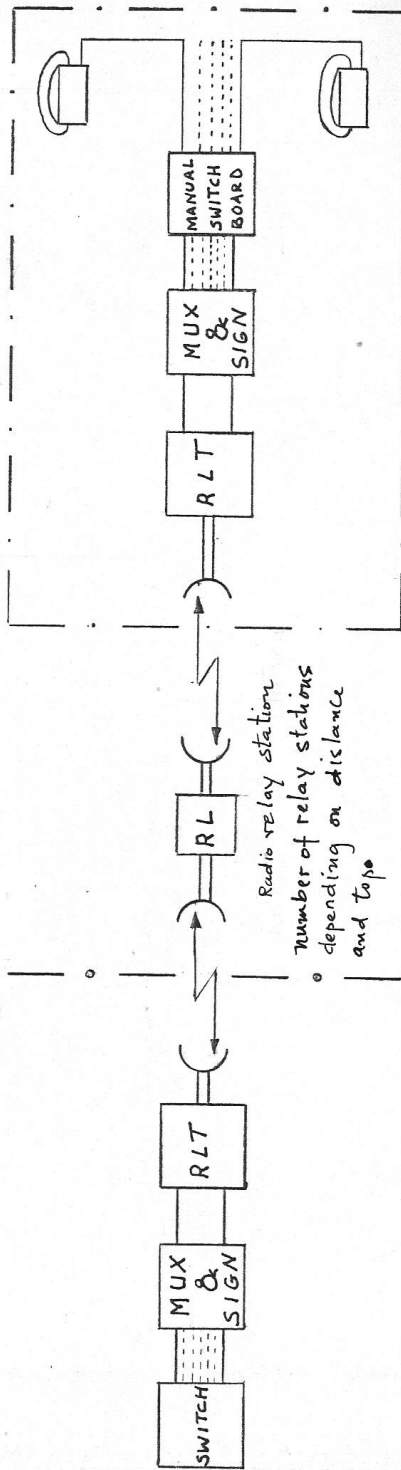 SWITCH
MUX
&
SIGN
RLT
RL
Radio relay station
Number of relay stations
depending on distance
and topo
RLT
MUX
&
SIGN
MANUAL
SWITCH
BOARD